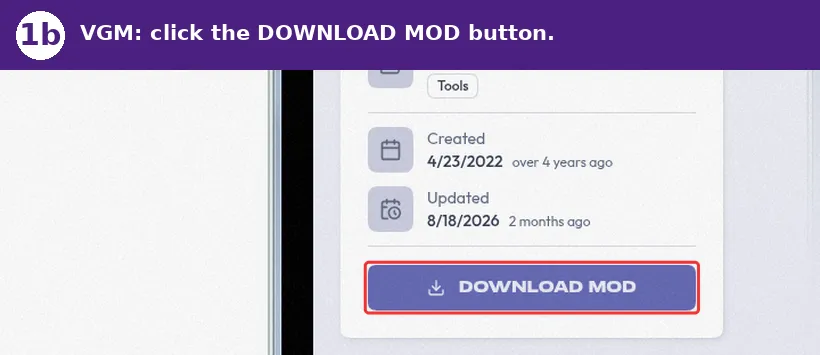 1b VGM: click the DOWNLOAD MOD button.
Tools
Created
4/23/2022 over 4 years ago
Updated
8/18/2026 2 months ago
DOWNLOAD MOD